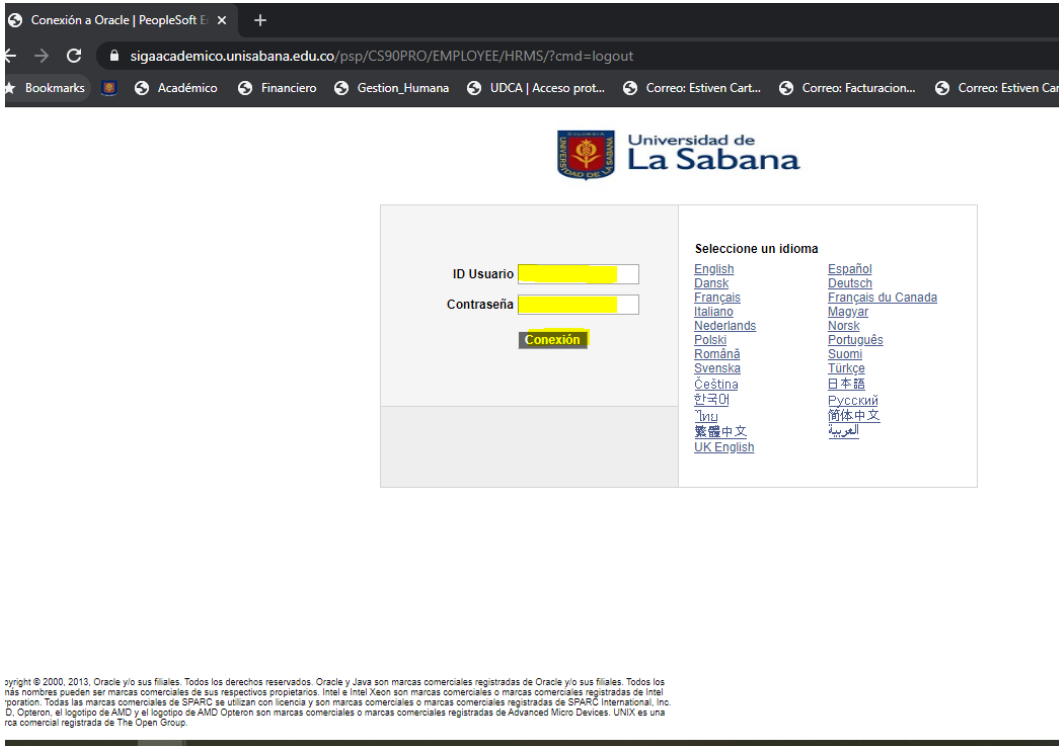 Conexión a Oracle | PeopleSoft E
sigaacademico.unisabana.edu.co/psp/CS90PRO/EMPLOYEE/HRMS/?cmd=logout
Bookmarks Académico Financiero Gestion_Humana UDCA | Acceso prot... Correo: Estiven Cart... Correo: Facturacion... Correo: Estiven Car
COLOMBIA
UNIVERSIDAD DE LA SABANA
Universidad de
La Sabana
ID Usuario
Contraseña
Conexión
Seleccione un idioma
English Español
Dansk Deutsch
Français Français du Canada
Italiano Magyar
Nederlands Norsk
Polski Português
Română Suomi
Svenska Türkçe
Čeština 日本語
한국어 Русский
ไทย 简体中文
繁體中文 العربية
UK English
pyright © 2000, 2013, Oracle y/o sus filiales. Todos los derechos reservados. Oracle y Java son marcas comerciales registradas de Oracle y/o sus filiales. Todos los
más nombres pueden ser marcas comerciales de sus respectivos propietarios. Intel e Intel Xeon son marcas comerciales o marcas comerciales registradas de Intel
rporation. Todas las marcas comerciales de SPARC se utilizan con licencia y son marcas comerciales o marcas comerciales registradas de SPARC International, Inc.
D, Opteron, el logotipo de AMD y el logotipo de AMD Opteron son marcas comerciales o marcas comerciales registradas de Advanced Micro Devices. UNIX es una
rca comercial registrada de The Open Group.